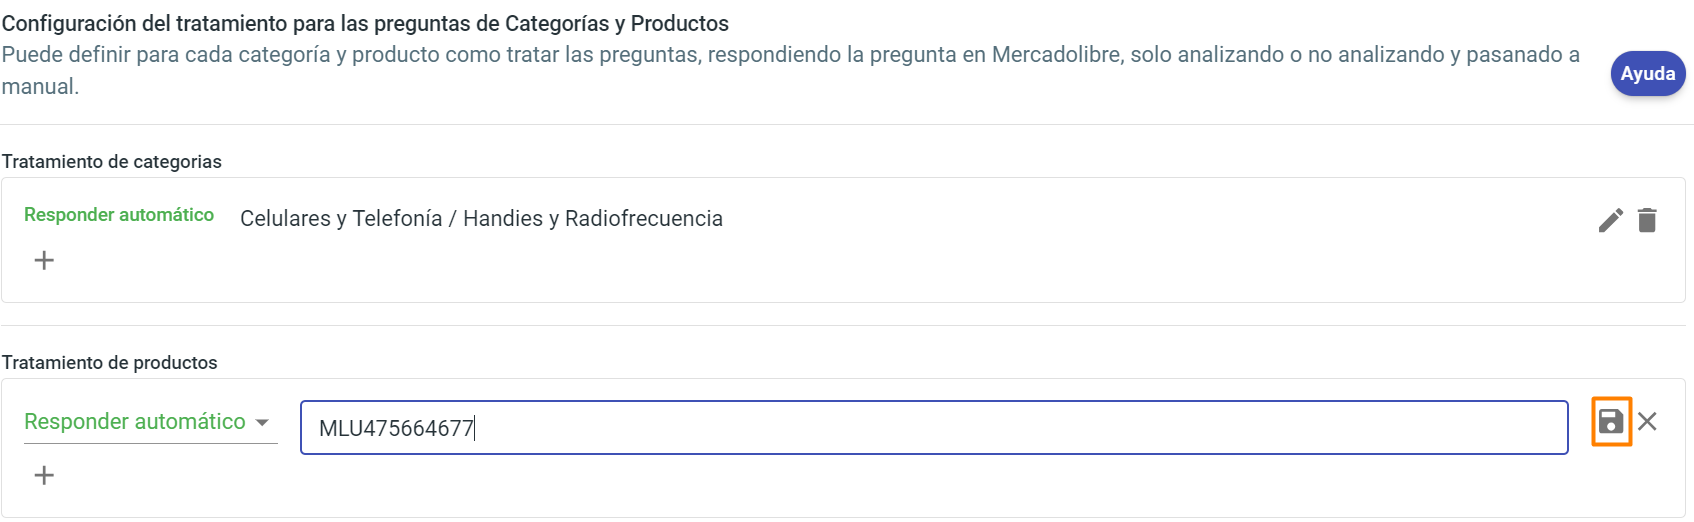 Configuración del tratamiento para las preguntas de Categorías y Productos
Puede definir para cada categoría y producto como tratar las preguntas, respondiendo la pregunta en Mercadolibre, solo analizando o no analizando y pasanado a
manual.
Ayuda
Tratamiento de categorias
Responder automático Celulares y Telefonía / Handies y Radiofrecuencia
Tratamiento de productos
Responder automático MLU475664677